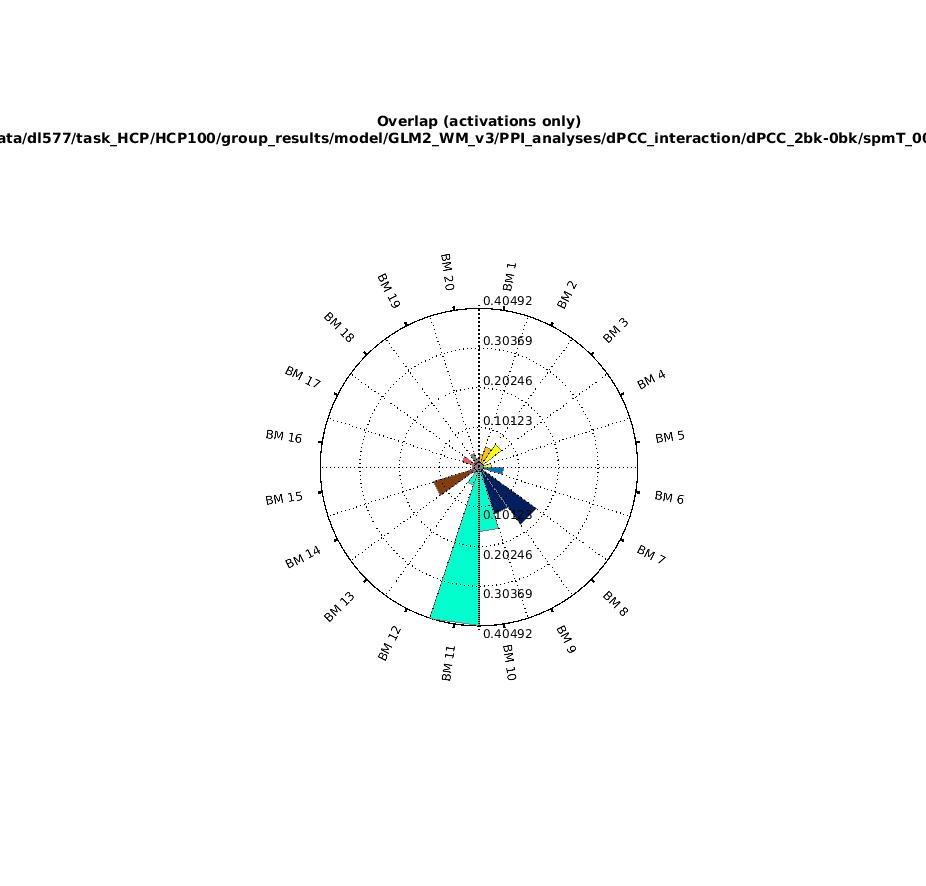 Overlap (activations only)
ata/dl577/task_HCP/HCP100/group_results/model/GLM2_WM_v3/PPI_analyses/dPCC_interaction/dPCC_2bk-0bk/spmT_00
BM 20
BM 1
BM 19
BM 2
BM 18
BM 3
BM 17
BM 4
BM 16
BM 5
BM 15
BM 6
BM 14
BM 7
BM 13
BM 8
BM 12
BM 9
BM 11
BM 10
0.40492
0.30369
0.20246
0.10123
0.10123
0.20246
0.30369
0.40492